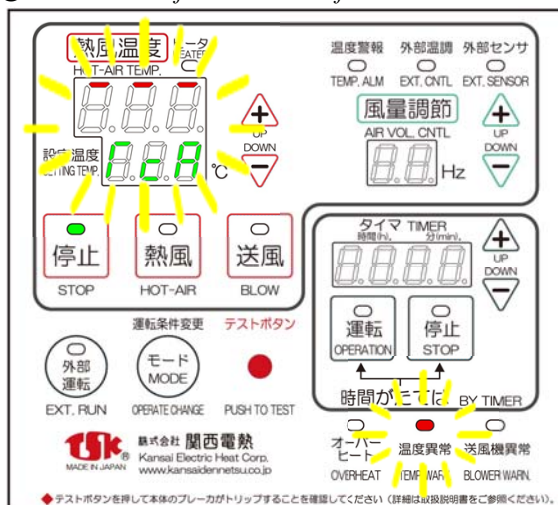 熱風温度 ヒータ
HOT-AIR TEMP. HEATER
設定温度
SETTING TEMP.
CcA
℃
UP
DOWN
温度警報 外部温調 外部センサ
TEMP. ALM EXT. CNTL EXT. SENSOR
風量調節
AIR VOL. CNTL
Hz
UP
DOWN
停止 熱風 送風
STOP HOT-AIR BLOW
タイマ TIMER
時間(h), 分(min),
UP
DOWN
運転
OPERATION
停止
STOP
時間がたてば BY TIMER
運転条件変更 テストボタン
外部
運転
モード
MODE
EXT. RUN OPERATE CHANGE PUSH TO TEST
TSK
®
MADE IN JAPAN
株式会社 関西電熱
Kansai Electric Heat Corp.
www.kansaidennetsu.co.jp
オーバー
ヒート 温度異常 送風機異常
OVERHEAT TEMP. WARN. BLOWER WARN.
◆テストボタンを押して本体のブレーカがトリップすることを確認してください（詳細は取扱説明書をご参照ください）。